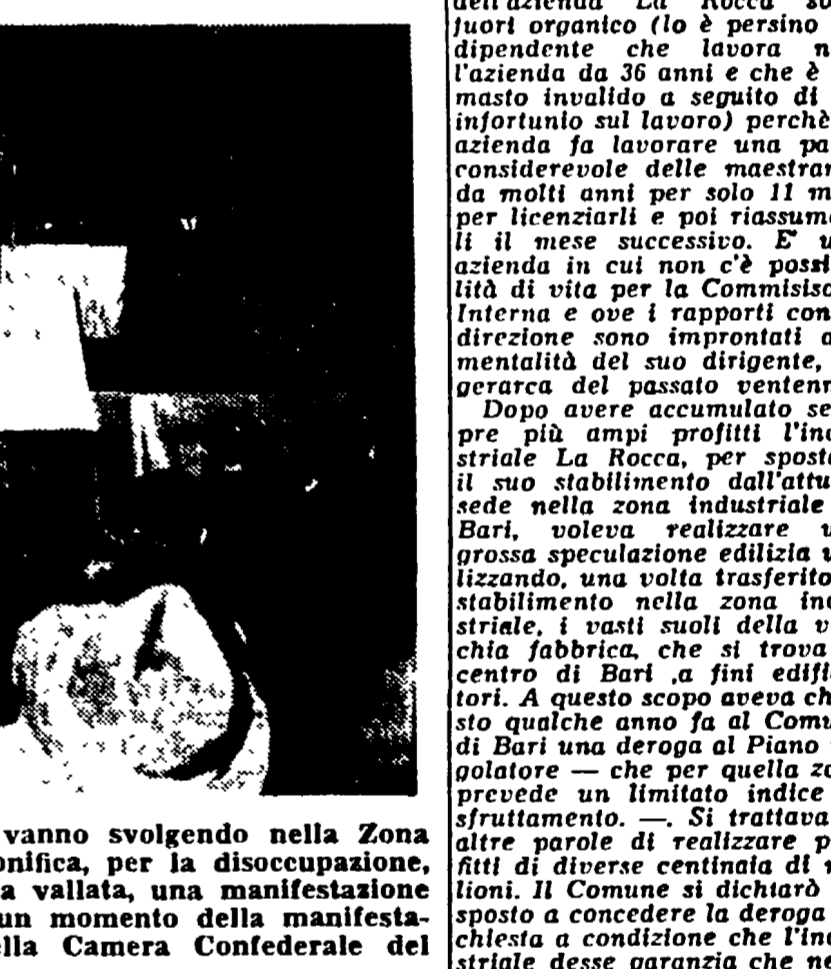 vanno svolgendo nella Zona
onifica, per la disoccupazione,
a vallata, una manifestazione
un momento della manifesta-
ella Camera Confederale del
dell'azienda La Rocca so
fuori organico (lo è persino
dipendente che lavora n
l'azienda da 36 anni e che è
masto invalido a seguito di
infortunio sul lavoro) perchè
azienda fa lavorare una pa
considerevole delle maestran
da molti anni per solo 11 m
per licenziarli e poi riassume
li il mese successivo. E' u
azienda in cui non c'è possi
lità di vita per la Commisisc
Interna e ove i rapporti con
direzione sono improntati a
mentalità del suo dirigente,
gerarca del passato ventenn
Dopo avere accumulato se
pre più ampi profitti l'ind
striale La Rocca, per sposta
il suo stabilimento dall'attu
sede nella zona industriale
Bari, voleva realizzare u
grossa speculazione edilizia u
lizzando, una volta trasferito
stabilimento nella zona ind
striale, i vasti suoli della v
chia fabbrica, che si trova
centro di Bari ,a fini edifi
tori. A questo scopo aveva ch
sto qualche anno fa al Comu
di Bari una deroga al Piano
golatore — che per quella zo
prevede un limitato indice
sfruttamento. —. Si trattava
altre parole di realizzare p
fitti di diverse centinaia di m
lioni. Il Comune si dichiarò
sposto a concedere la deroga
chiesta a condizione che l'ind
striale desse garanzia che ne